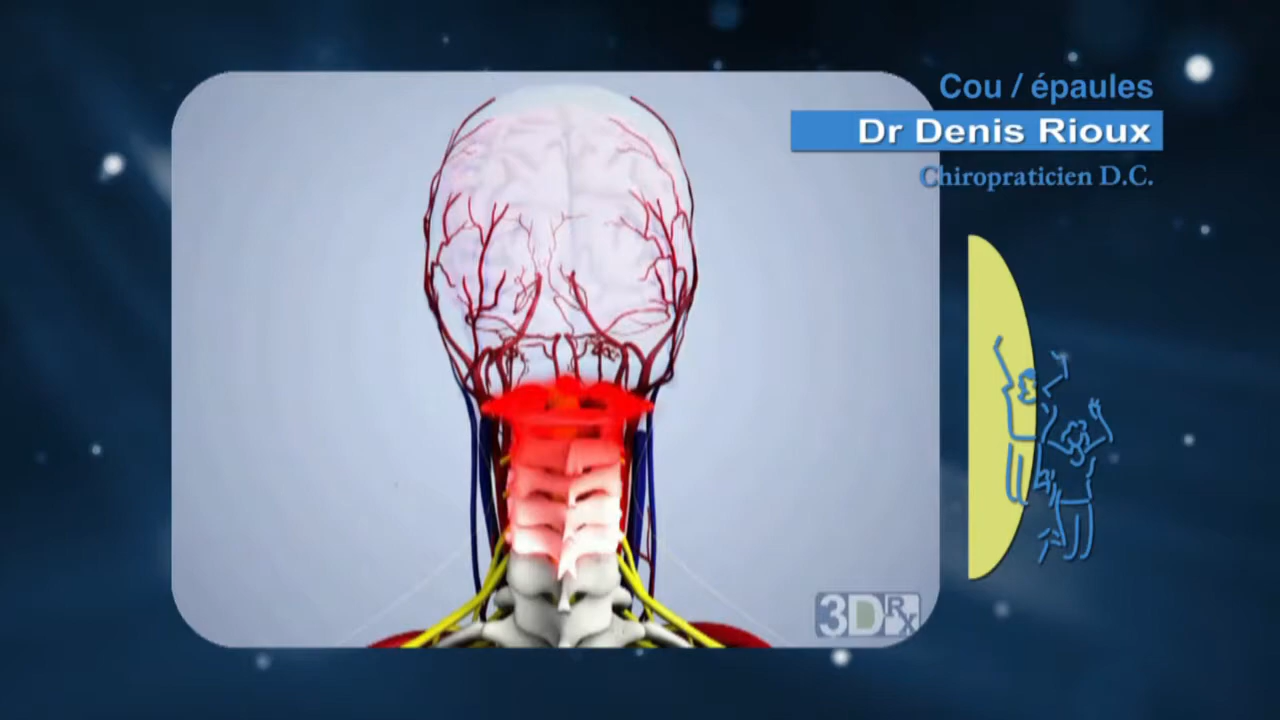 Cou / épaules
Dr Denis Rioux
Chiropraticien D.C.
3DRx